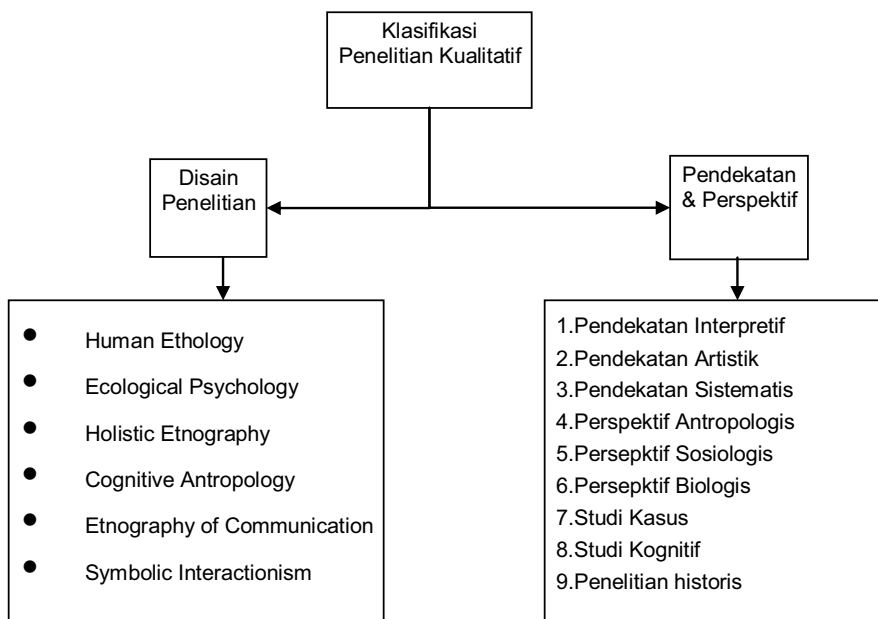 Klasifikasi
Penelitian Kualitatif
Disain
Penelitian
Pendekatan
& Perspektif
Human Ethology
Ecological Psychology
Holistic Etnography
Cognitive Antropology
Etnography of Communication
Symbolic Interactionism
1.Pendekatan Interpretif
2.Pendekatan Artistik
3.Pendekatan Sistematis
4.Perspektif Antropologis
5.Persepktif Sosiologis
6.Persepktif Biologis
7.Studi Kasus
8.Studi Kognitif
9.Penelitian historis